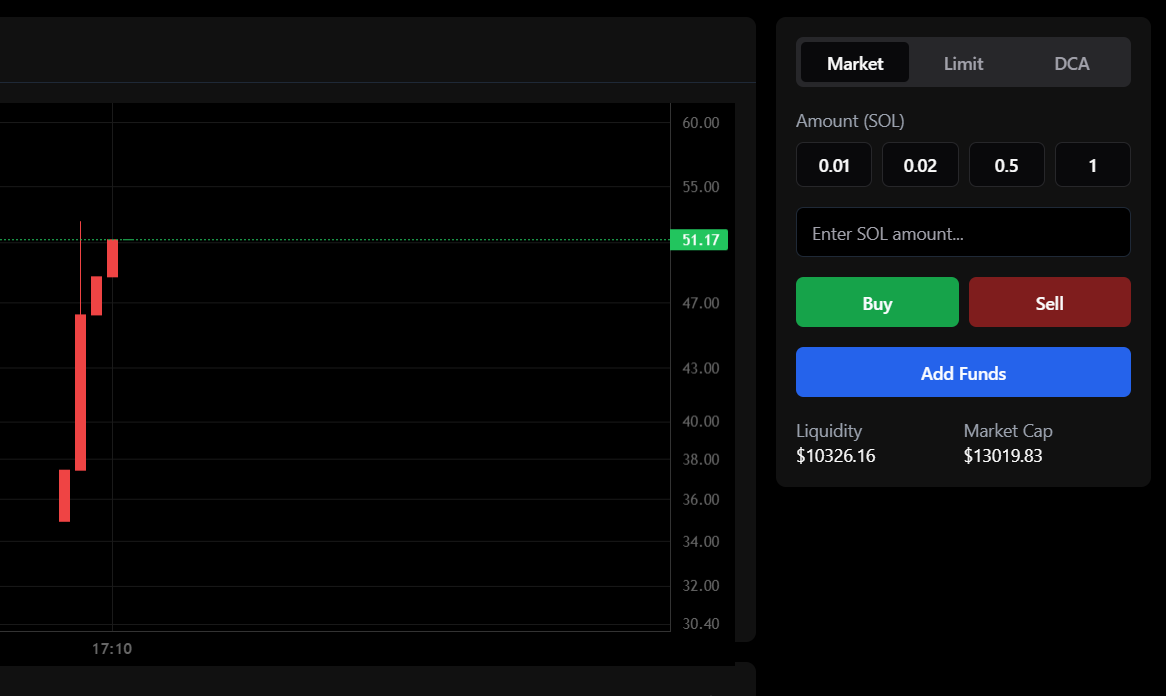 60.00
55.00
51.17
47.00
43.00
40.00
38.00
36.00
34.00
32.00
30.40
17:10
Market Limit DCA
Amount (SOL)
0.01 0.02 0.5 1
Enter SOL amount...
Buy Sell
Add Funds
Liquidity Market Cap
$10326.16 $13019.83